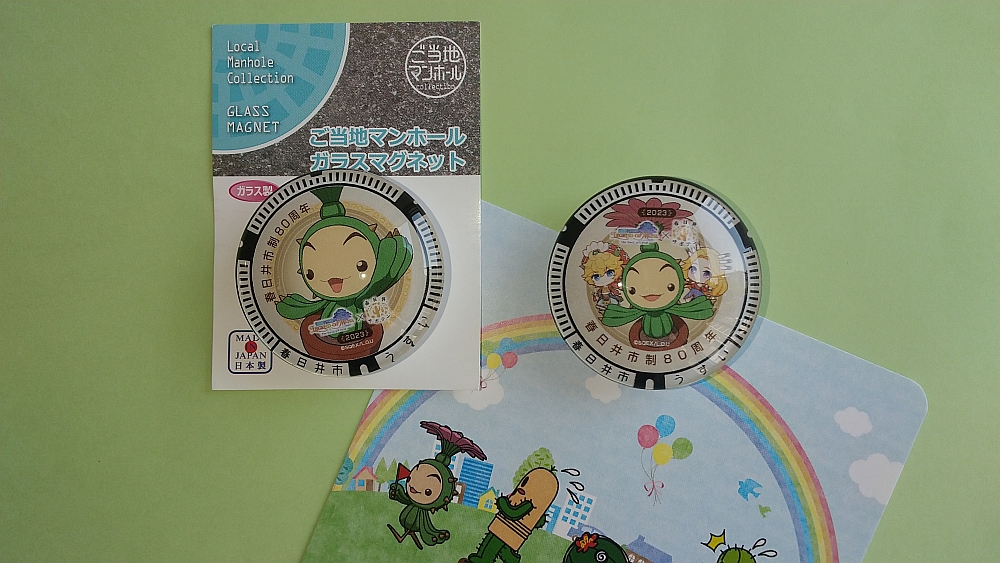 Local
Manhole
Collection
GLASS
MAGNET
ご当地
マンホール
collection
ご当地マンホール
ガラスマグネット
ガラス製
春日井市制80周年
2023
©SQEX/L.G.U
春日井市
うすい
MADE
JAPAN
日本製
2023
©SQEX/L.G.U
春日井市制80周年
春日井市
うすい